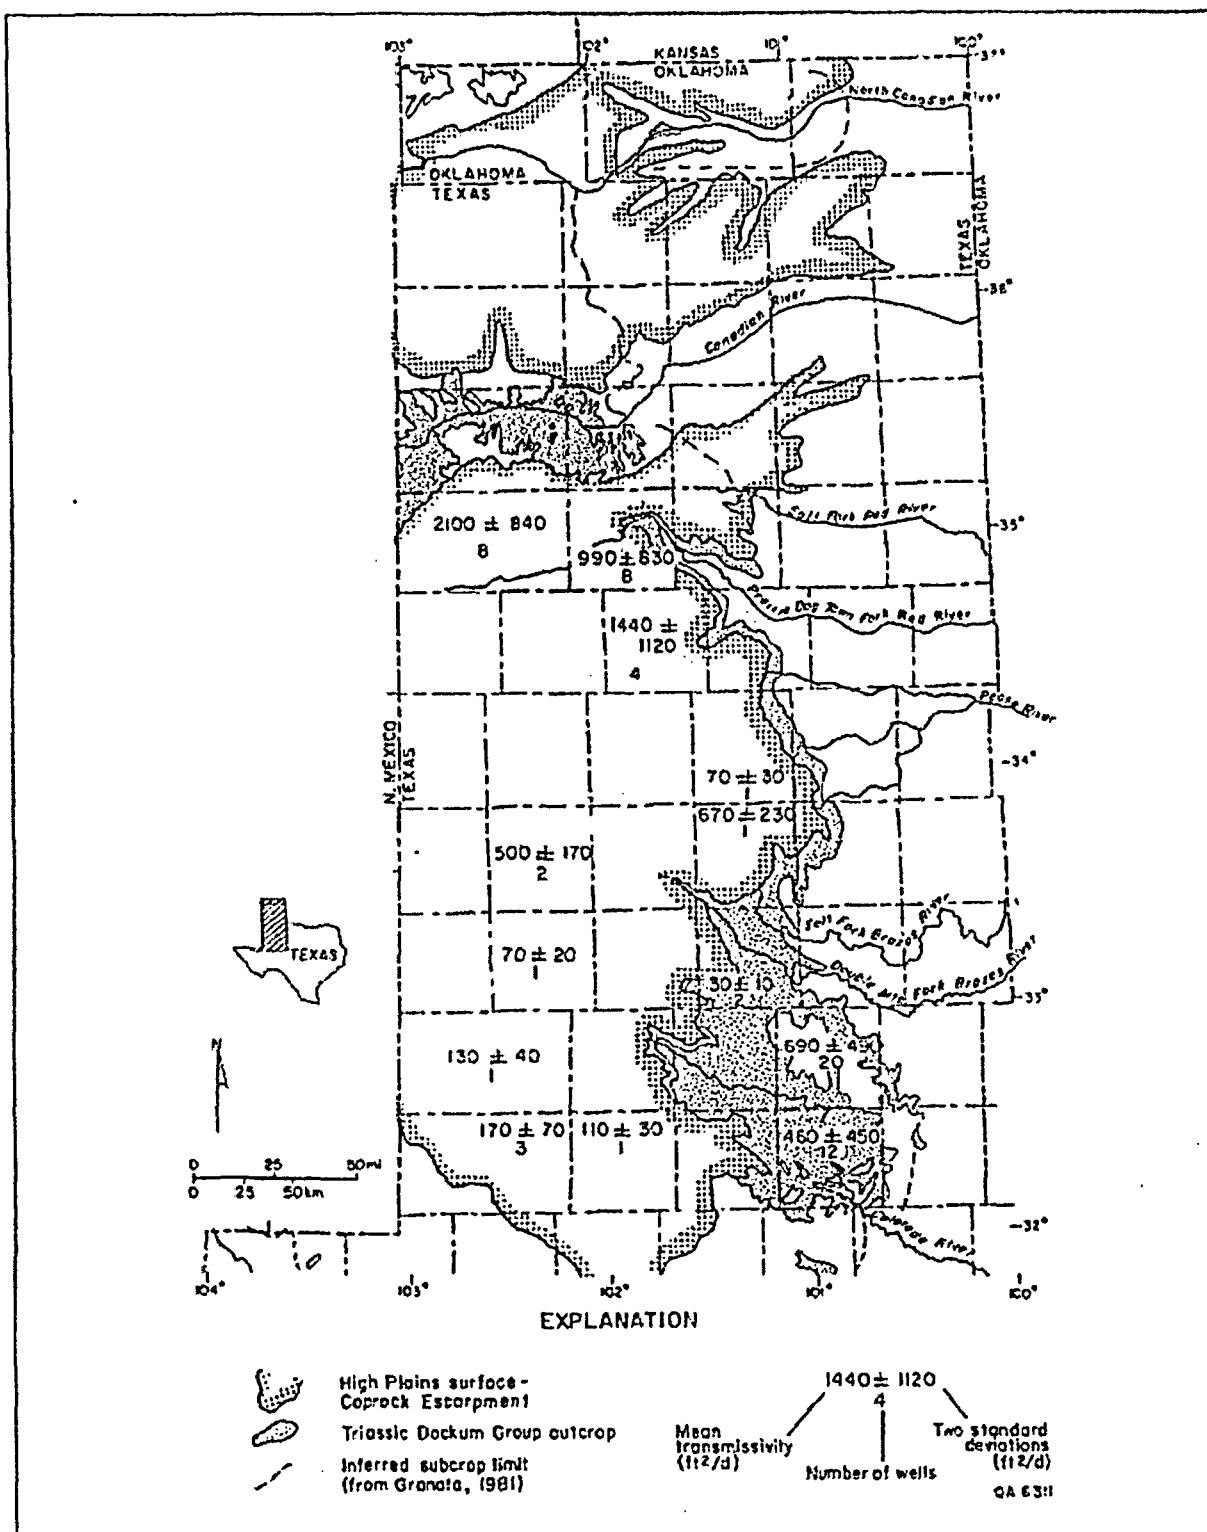 103° 102° 101° 100°
KANSAS
OKLAHOMA
North Canadian River
OKLAHOMA
TEXAS
TEXAS
OKLAHOMA
Canadian River
2100 ± 840
8
Salt Fork Red River
-35°
990 ± 830
8
Prairie Dog Town Fork Red River
1440 ±
1120
4
Pease River
N. MEXICO
TEXAS
-34°
70 ± 30
1
670 ± 230
1
500 ± 170
2
Salt Fork Brazos River
TEXAS
70 ± 20
1
Double Mtn Fork Brazos River
30 ± 10
2
-33°
N
130 ± 40
1
690 ±
20
170 ± 70
3
110 ± 30
1
460 ± 450
12
0 25 50mi
0 25 50km
-32°
Colorado River
104° 103° 102° 101° 100°
EXPLANATION
High Plains surface-
Caprock Escarpment
Triassic Dockum Group outcrop
Inferred subcrop limit
(from Granata, 1981)
1440 ± 1120
4
Mean
transmissivity
(ft2/d)
Two standard
deviations
(ft2/d)
Number of wells